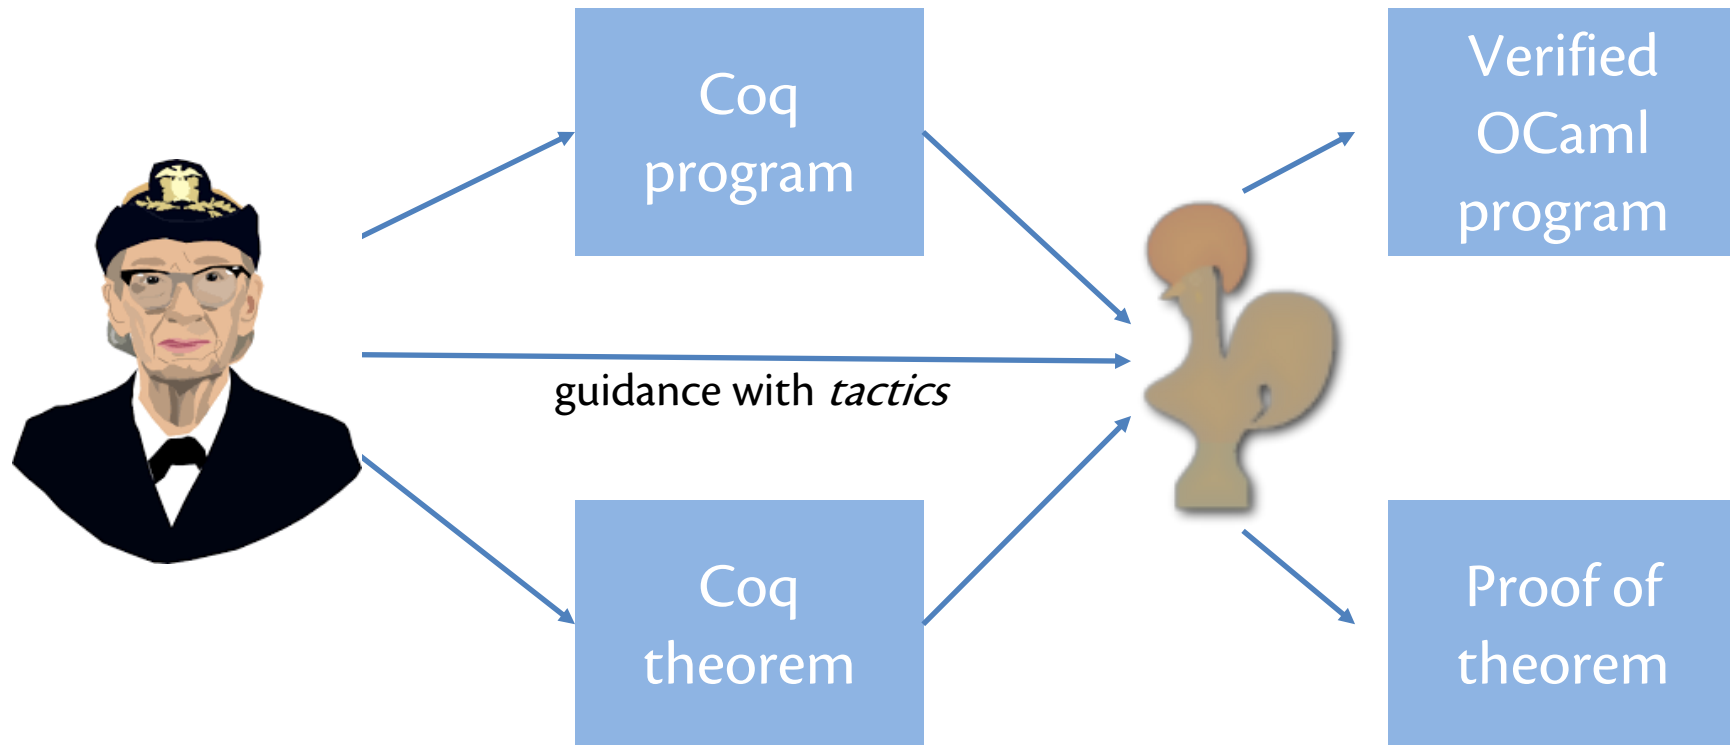 Coq
program
Verified
OCaml
program
guidance with tactics
Coq
theorem
Proof of
theorem